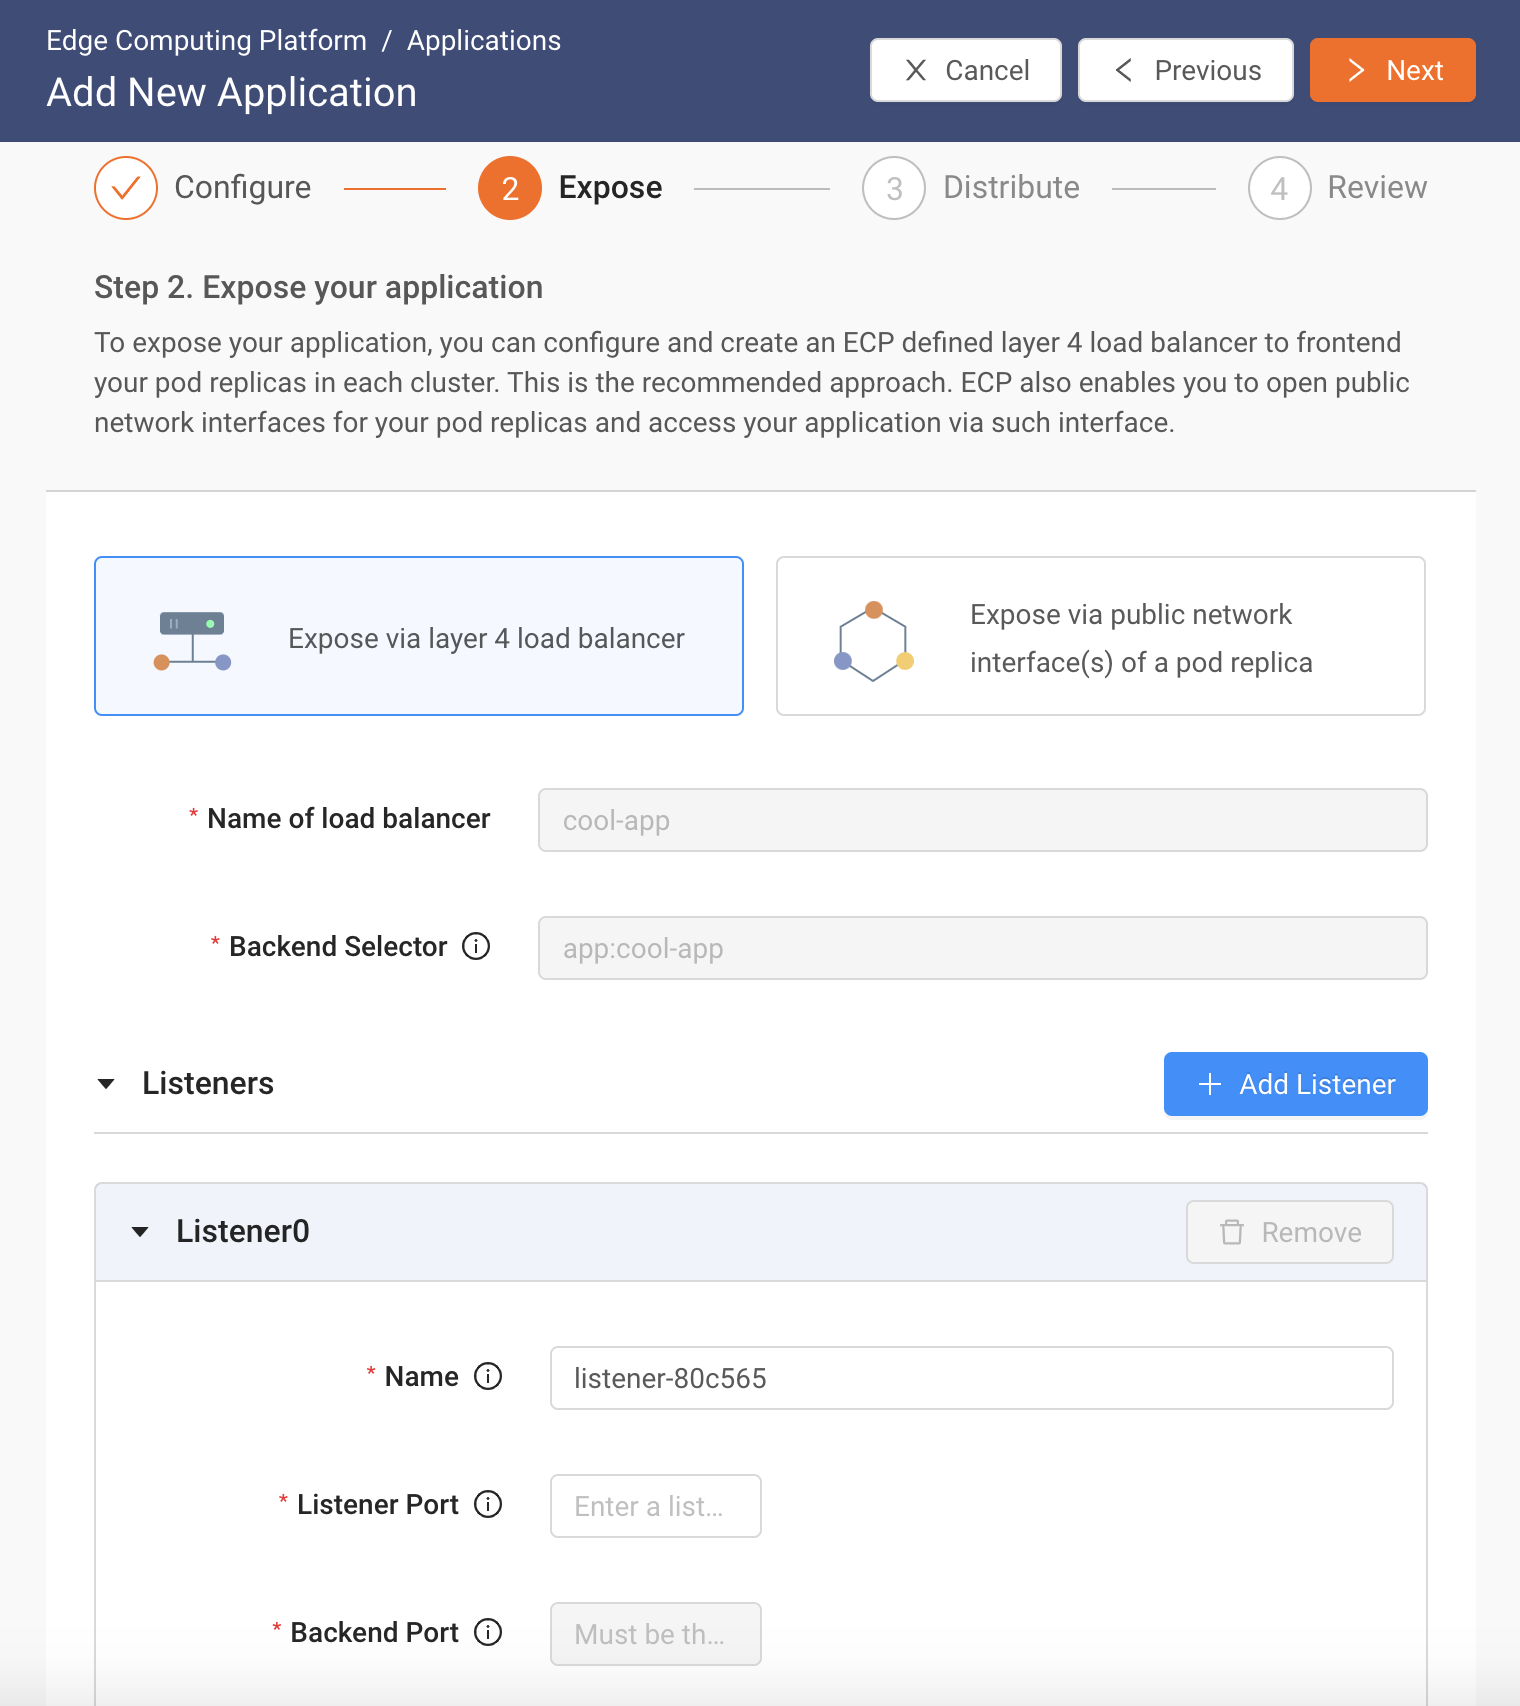 Edge Computing Platform / Applications
Add New Application
Cancel
Previous
Next
Configure
2 Expose
3 Distribute
4 Review
Step 2. Expose your application
To expose your application, you can configure and create an ECP defined layer 4 load balancer to frontend
your pod replicas in each cluster. This is the recommended approach. ECP also enables you to open public
network interfaces for your pod replicas and access your application via such interface.
Expose via layer 4 load balancer
Expose via public network
interface(s) of a pod replica
* Name of load balancer
cool-app
* Backend Selector
app:cool-app
Listeners
Add Listener
Listener0
Remove
* Name
listener-80c565
* Listener Port
Enter a list...
* Backend Port
Must be th...